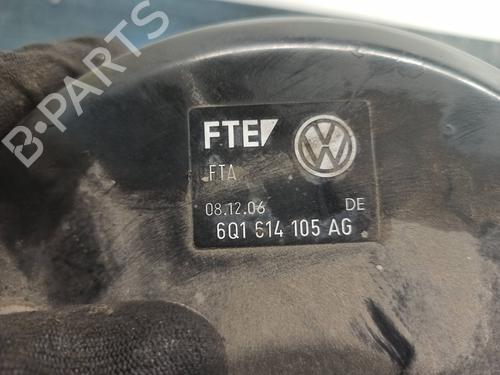 B-PARTS
FTE
FTA
08.12.06 DE
6Q1 614 105 AG